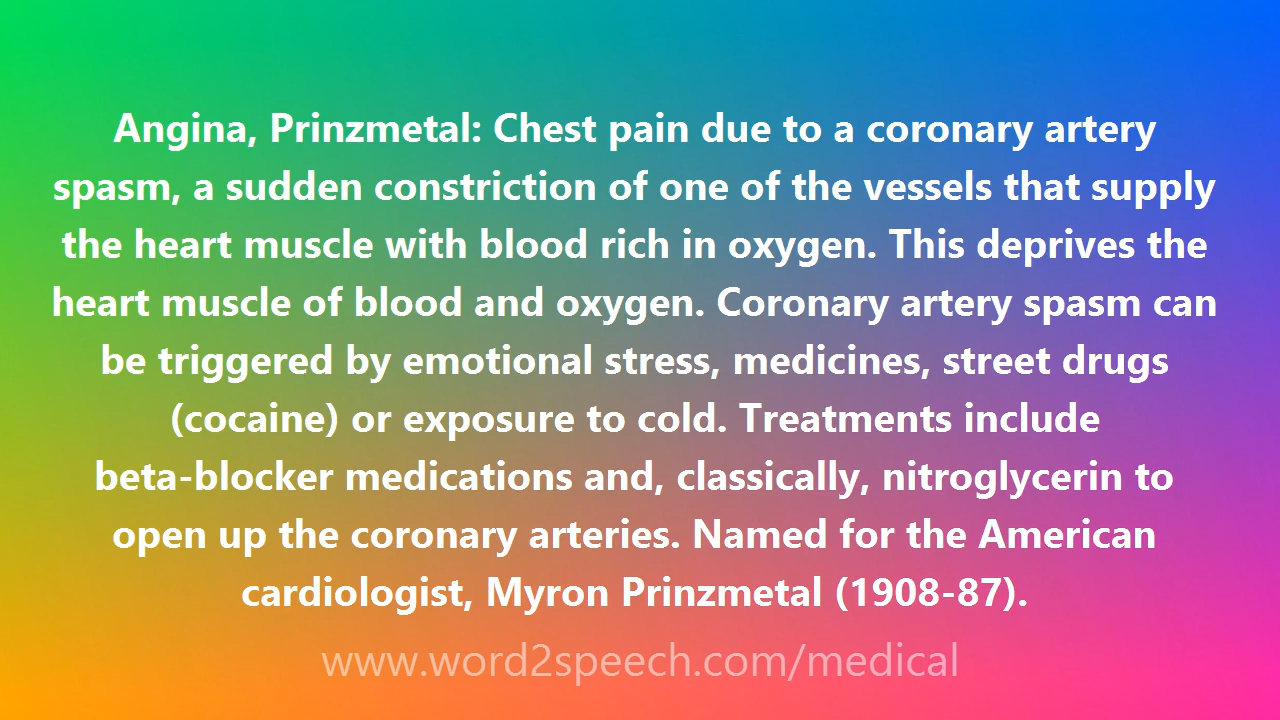 Angina, Prinzmetal: Chest pain due to a coronary artery
spasm, a sudden constriction of one of the vessels that supply
the heart muscle with blood rich in oxygen. This deprives the
heart muscle of blood and oxygen. Coronary artery spasm can
be triggered by emotional stress, medicines, street drugs
(cocaine) or exposure to cold. Treatments include
beta-blocker medications and, classically, nitroglycerin to
open up the coronary arteries. Named for the American
cardiologist, Myron Prinzmetal (1908-87).
www.word2speech.com/medical